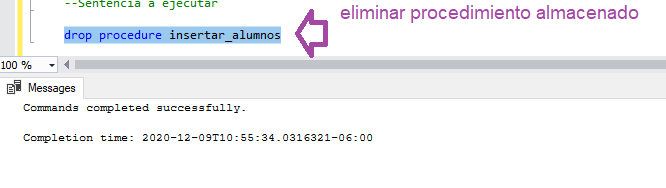 --Sentencia a ejecutar
eliminar procedimiento almacenado
drop procedure insertar_alumnos
100 %
Messages
Commands completed successfully.
Completion time: 2020-12-09T10:55:34.0316321-06:00